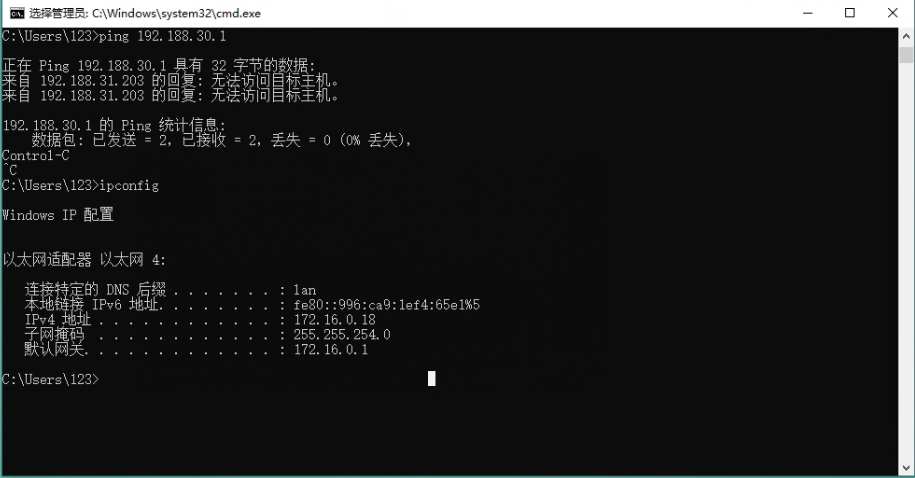 选择管理员: C:\Windows\system32\cmd.exe
C:\Users\123>ping 192.188.30.1
正在 Ping 192.188.30.1 具有 32 字节的数据:
来自 192.188.31.203 的回复: 无法访问目标主机。
来自 192.188.31.203 的回复: 无法访问目标主机。
192.188.30.1 的 Ping 统计信息:
数据包: 已发送 = 2, 已接收 = 2, 丢失 = 0 (0% 丢失),
Control-C
^C
C:\Users\123>ipconfig
Windows IP 配置
以太网适配器 以太网 4:
连接特定的 DNS 后缀 . . . . . . . : lan
本地链接 IPv6 地址. . . . . . . . : fe80::996:ca9:1ef4:65e1%5
IPv4 地址 . . . . . . . . . . . . : 172.16.0.18
子网掩码 . . . . . . . . . . . . : 255.255.254.0
默认网关. . . . . . . . . . . . . : 172.16.0.1
C:\Users\123>